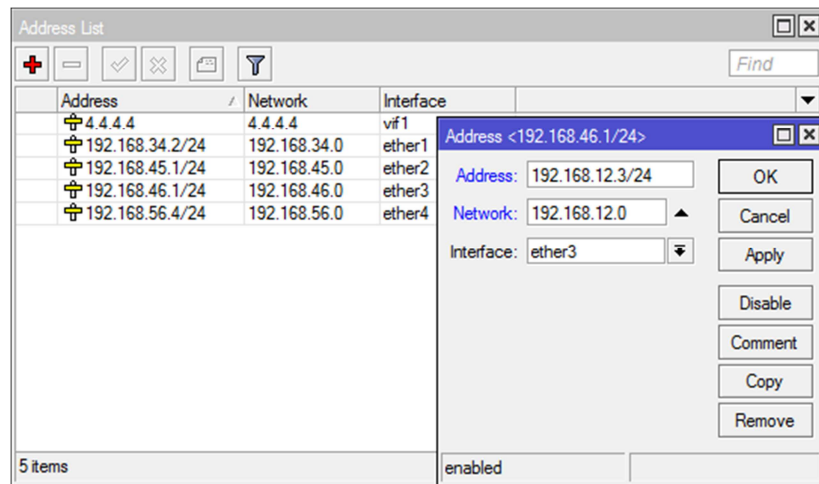 Address List
Find
Address / Network Interface
4.4.4.4 4.4.4.4 vif1
192.168.34.2/24 192.168.34.0 ether1
192.168.45.1/24 192.168.45.0 ether2
192.168.46.1/24 192.168.46.0 ether3
192.168.56.4/24 192.168.56.0 ether4
5 items
Address <192.168.46.1/24>
Address: 192.168.12.3/24
Network: 192.168.12.0
Interface: ether3
OK
Cancel
Apply
Disable
Comment
Copy
Remove
enabled